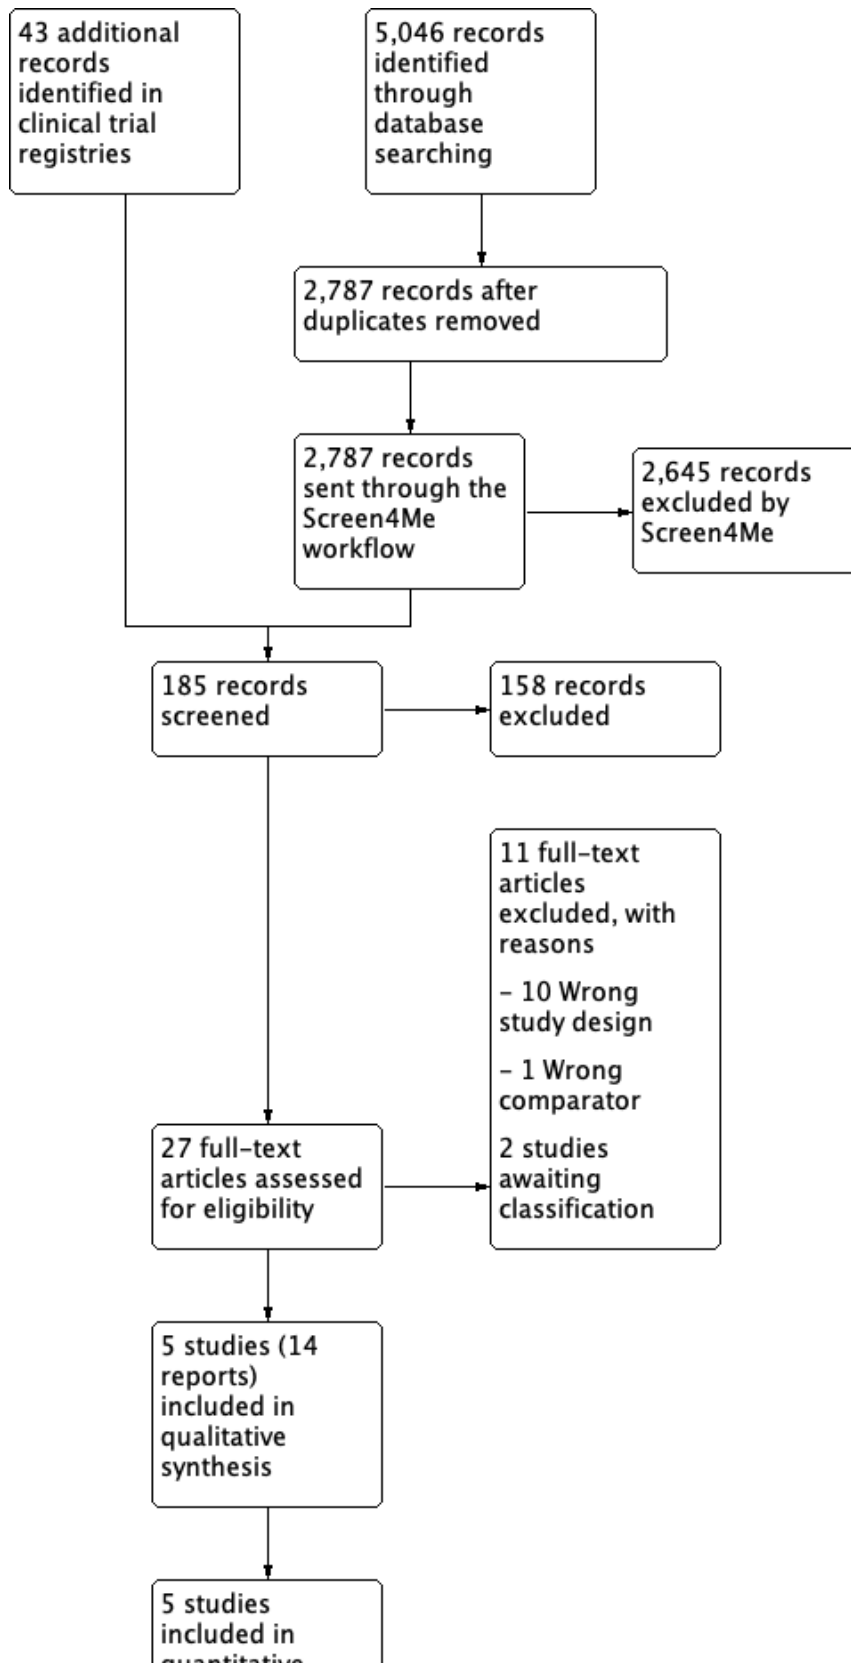 43 additional
records
identified in
clinical trial
registries
5,046 records
identified
through
database
searching
2,787 records after
duplicates removed
2,787 records
sent through the
Screen4Me
workflow
2,645 records
excluded by
Screen4Me
185 records
screened
158 records
excluded
11 full-text
articles
excluded, with
reasons
- 10 Wrong
study design
- 1 Wrong
comparator
2 studies
awaiting
classification
27 full-text
articles assessed
for eligibility
5 studies (14
reports)
included in
qualitative
synthesis
5 studies
included in
quantitative